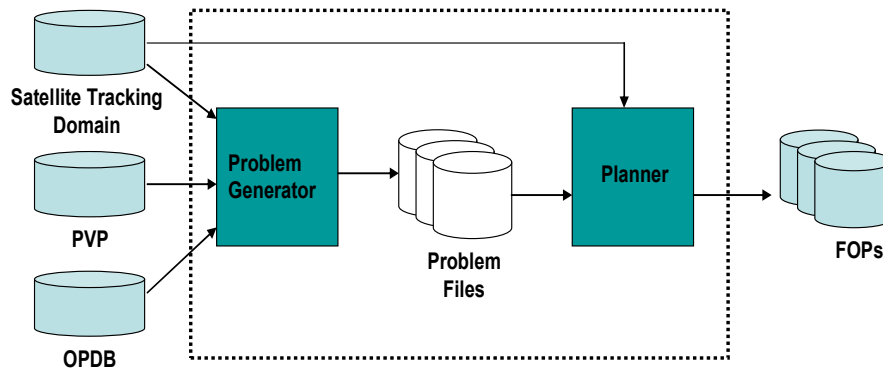 Satellite Tracking
Domain
PVP
OPDB
Problem
Generator
Problem
Files
Planner
FOPs